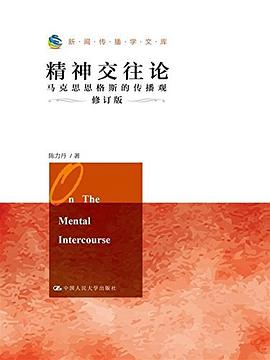 新·闻·传·播·学·文·库
精神交往论
马克思恩格斯的传播观
修订版
陈力丹 / 著
On The
Mental
Intercourse
中国人民大学出版社